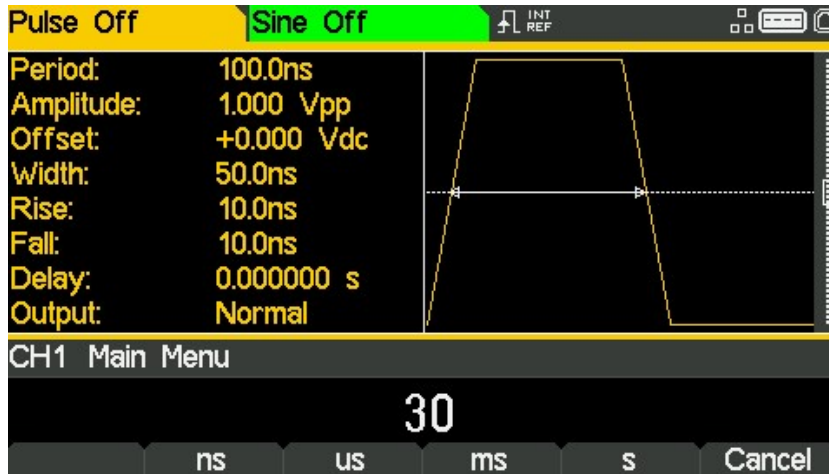 Pulse Off Sine Off INT
REF
Period: 100.0ns
Amplitude: 1.000 Vpp
Offset: +0.000 Vdc
Width: 50.0ns
Rise: 10.0ns
Fall: 10.0ns
Delay: 0.000000 s
Output: Normal
CH1 Main Menu
30
ns us ms s Cancel